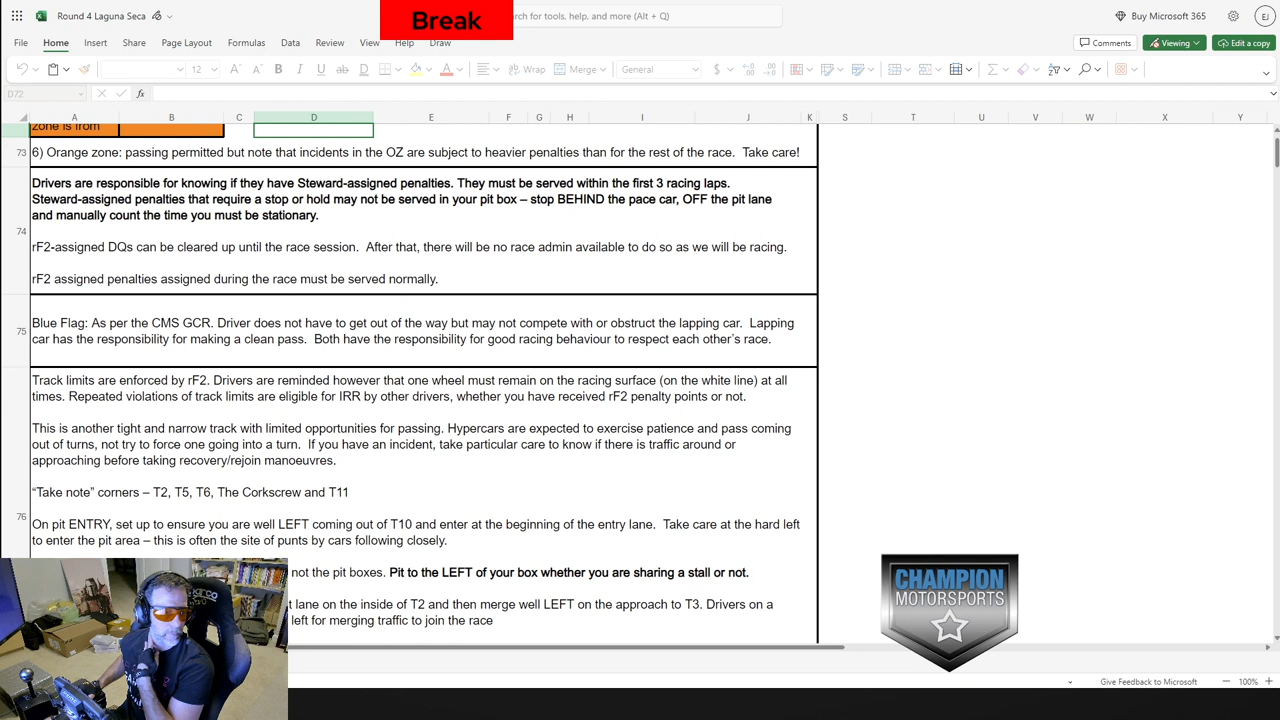 Round 4 Laguna Seca
Break
Search for tools, help, and more (Alt + Q)
Buy Microsoft 365
EJ
File
Home
Insert
Share
Page Layout
Formulas
Data
Review
View
Help
Draw
Comments
Viewing
Edit a copy
12
Wrap
Merge
General
D72
fx
A B C D E F G H I J K S T U V W X Y
zone is from
73
6) Orange zone: passing permitted but note that incidents in the OZ are subject to heavier penalties than for the rest of the race. Take care!
74
Drivers are responsible for knowing if they have Steward-assigned penalties. They must be served within the first 3 racing laps.
Steward-assigned penalties that require a stop or hold may not be served in your pit box – stop BEHIND the pace car, OFF the pit lane
and manually count the time you must be stationary.
rF2-assigned DQs can be cleared up until the race session. After that, there will be no race admin available to do so as we will be racing.
rF2 assigned penalties assigned during the race must be served normally.
75
Blue Flag: As per the CMS GCR. Driver does not have to get out of the way but may not compete with or obstruct the lapping car. Lapping
car has the responsibility for making a clean pass. Both have the responsibility for good racing behaviour to respect each other's race.
76
Track limits are enforced by rF2. Drivers are reminded however that one wheel must remain on the racing surface (on the white line) at all
times. Repeated violations of track limits are eligible for IRR by other drivers, whether you have received rF2 penalty points or not.
This is another tight and narrow track with limited opportunities for passing. Hypercars are expected to exercise patience and pass coming
out of turns, not try to force one going into a turn. If you have an incident, take particular care to know if there is traffic around or
approaching before taking recovery/rejoin manoeuvres.
“Take note” corners – T2, T5, T6, The Corkscrew and T11
On pit ENTRY, set up to ensure you are well LEFT coming out of T10 and enter at the beginning of the entry lane. Take care at the hard left
to enter the pit area – this is often the site of punts by cars following closely.
not the pit boxes. Pit to the LEFT of your box whether you are sharing a stall or not.
t lane on the inside of T2 and then merge well LEFT on the approach to T3. Drivers on a
left for merging traffic to join the race
CHAMPION
MOTORSPORTS
Give Feedback to Microsoft
100%